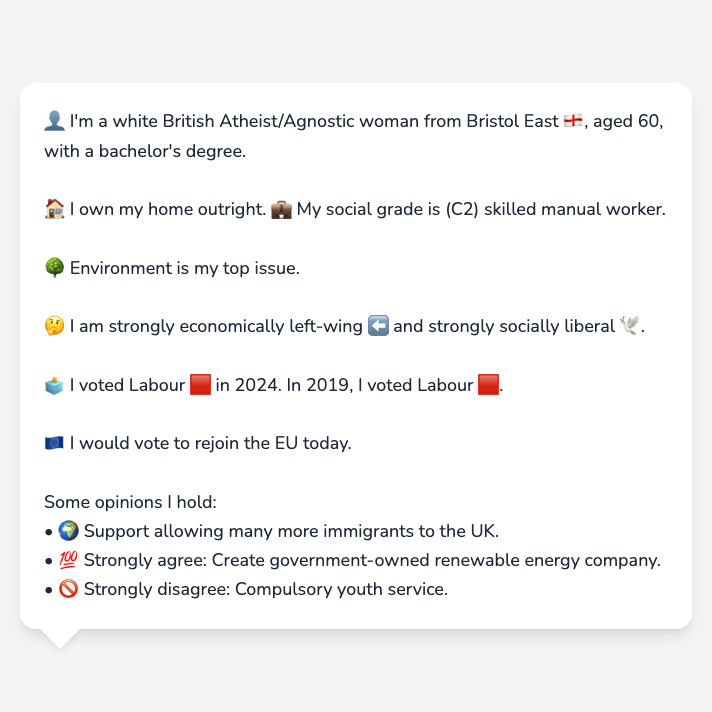 👤 I'm a white British Atheist/Agnostic woman from Bristol East 🏴󠁧󠁢󠁥󠁮󠁧󠁿, aged 60,
with a bachelor's degree.
🏠 I own my home outright. 💼 My social grade is (C2) skilled manual worker.
🌳 Environment is my top issue.
🤔 I am strongly economically left-wing ⬅️ and strongly socially liberal 🕊️.
🗳️ I voted Labour 🟥 in 2024. In 2019, I voted Labour 🟥.
🇪🇺 I would vote to rejoin the EU today.
Some opinions I hold:
• 🌍 Support allowing many more immigrants to the UK.
• 💯 Strongly agree: Create government-owned renewable energy company.
• 🚫 Strongly disagree: Compulsory youth service.